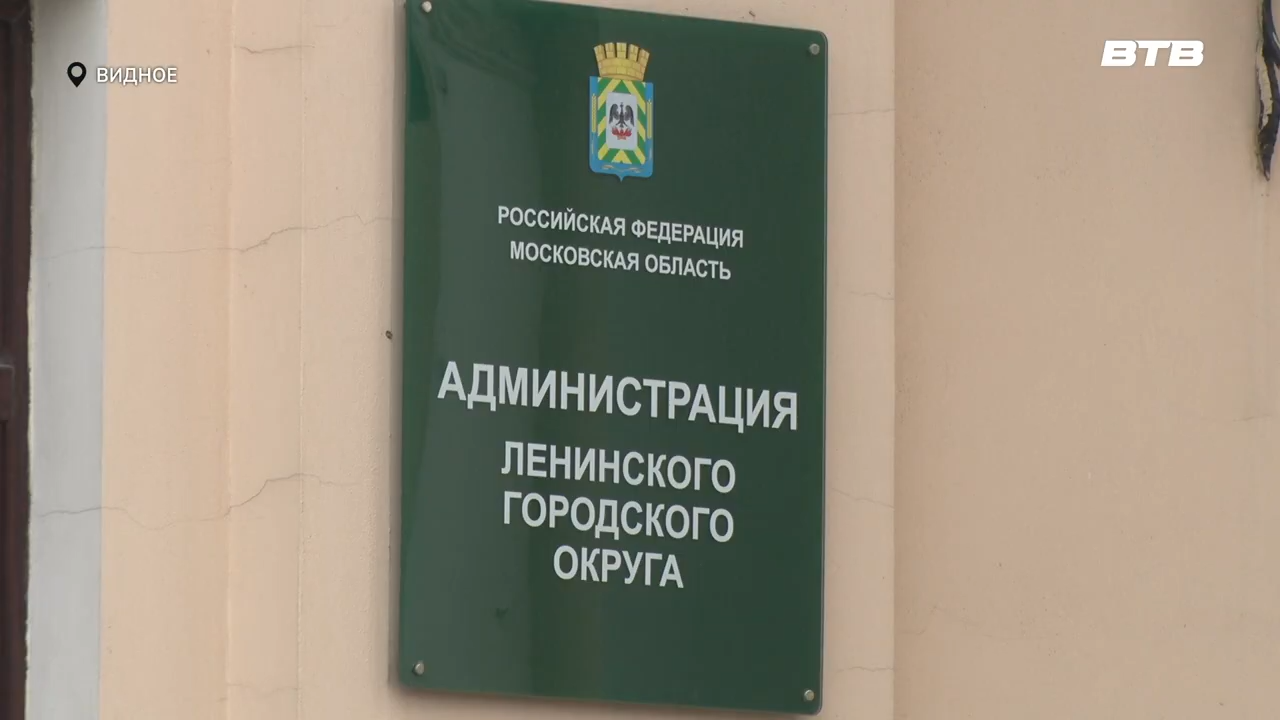 ВИДНОЕ
ВТВ
РОССИЙСКАЯ ФЕДЕРАЦИЯ
МОСКОВСКАЯ ОБЛАСТЬ
АДМИНИСТРАЦИЯ
ЛЕНИНСКОГО
ГОРОДСКОГО
ОКРУГА